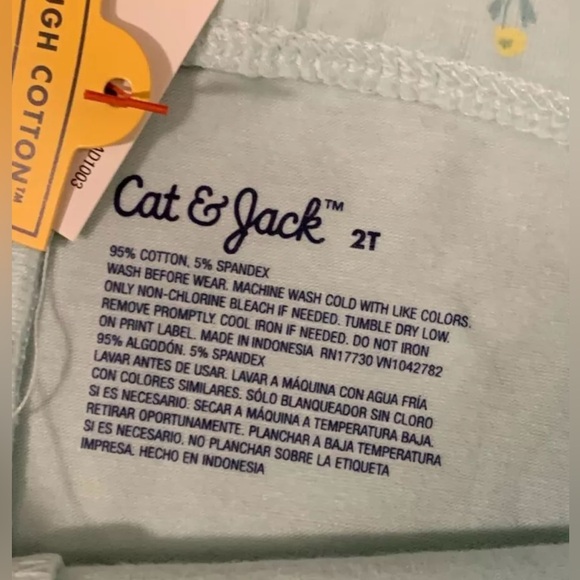 UGH COTTON™
AD1003
Cat & Jack™ 2T
95% COTTON, 5% SPANDEX
WASH BEFORE WEAR. MACHINE WASH COLD WITH LIKE COLORS.
ONLY NON-CHLORINE BLEACH IF NEEDED. TUMBLE DRY LOW.
REMOVE PROMPTLY. COOL IRON IF NEEDED. DO NOT IRON
ON PRINT LABEL. MADE IN INDONESIA RN17730 VN1042782
95% ALGODÓN, 5% SPANDEX
LAVAR ANTES DE USAR. LAVAR A MÁQUINA CON AGUA FRÍA
CON COLORES SIMILARES. SÓLO BLANQUEADOR SIN CLORO
SI ES NECESARIO. SECAR A MÁQUINA A TEMPERATURA BAJA.
RETIRAR OPORTUNAMENTE. PLANCHAR A BAJA TEMPERATURA
SI ES NECESARIO. NO PLANCHAR SOBRE LA ETIQUETA
IMPRESA. HECHO EN INDONESIA